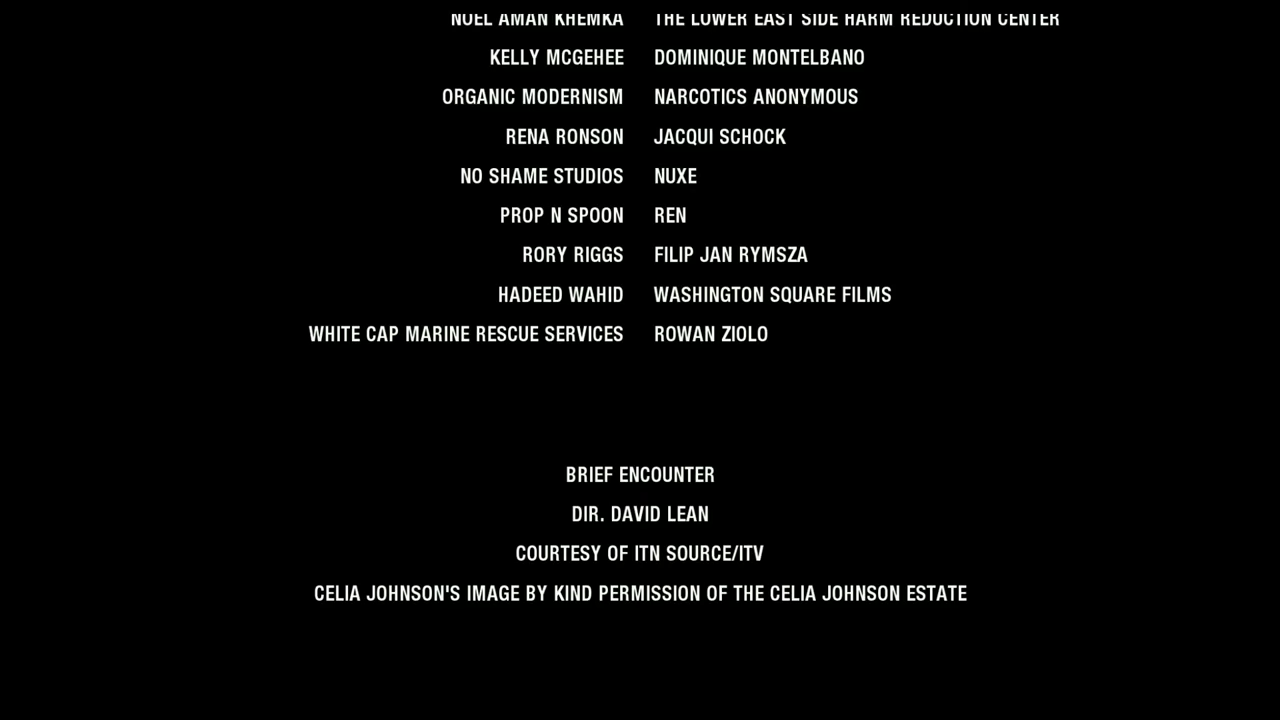 NOEL AMAN KHEMKA THE LOWER EAST SIDE HARM REDUCTION CENTER
KELLY MCGEHEE DOMINIQUE MONTELBANO
ORGANIC MODERNISM NARCOTICS ANONYMOUS
RENA RONSON JACQUI SCHOCK
NO SHAME STUDIOS NUXE
PROP N SPOON REN
RORY RIGGS FILIP JAN RYMSZA
HADEED WAHID WASHINGTON SQUARE FILMS
WHITE CAP MARINE RESCUE SERVICES ROWAN ZIOLO
BRIEF ENCOUNTER
DIR. DAVID LEAN
COURTESY OF ITN SOURCE/ITV
CELIA JOHNSON'S IMAGE BY KIND PERMISSION OF THE CELIA JOHNSON ESTATE